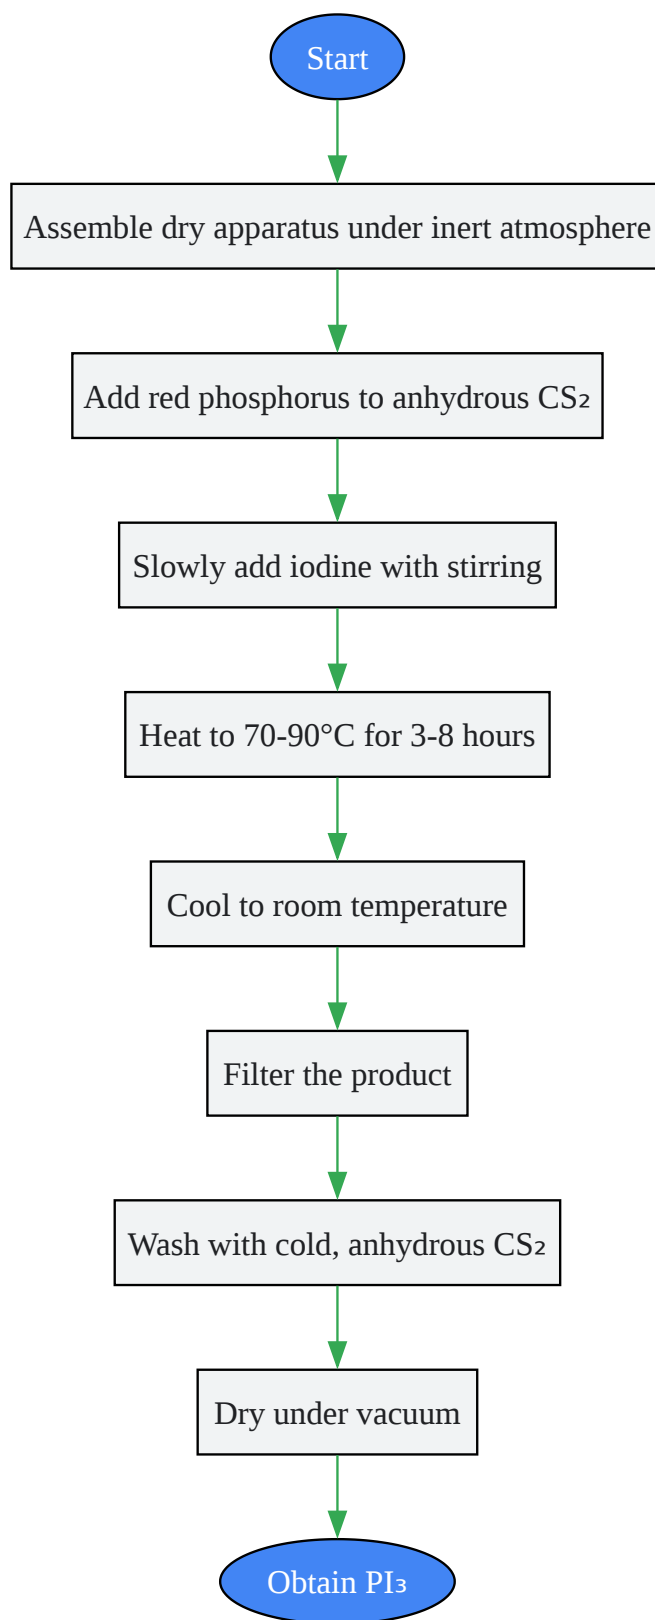 Start
Assemble dry apparatus under inert atmosphere
Add red phosphorus to anhydrous CS₂
Slowly add iodine with stirring
Heat to 70-90°C for 3-8 hours
Cool to room temperature
Filter the product
Wash with cold, anhydrous CS₂
Dry under vacuum
Obtain PI₃